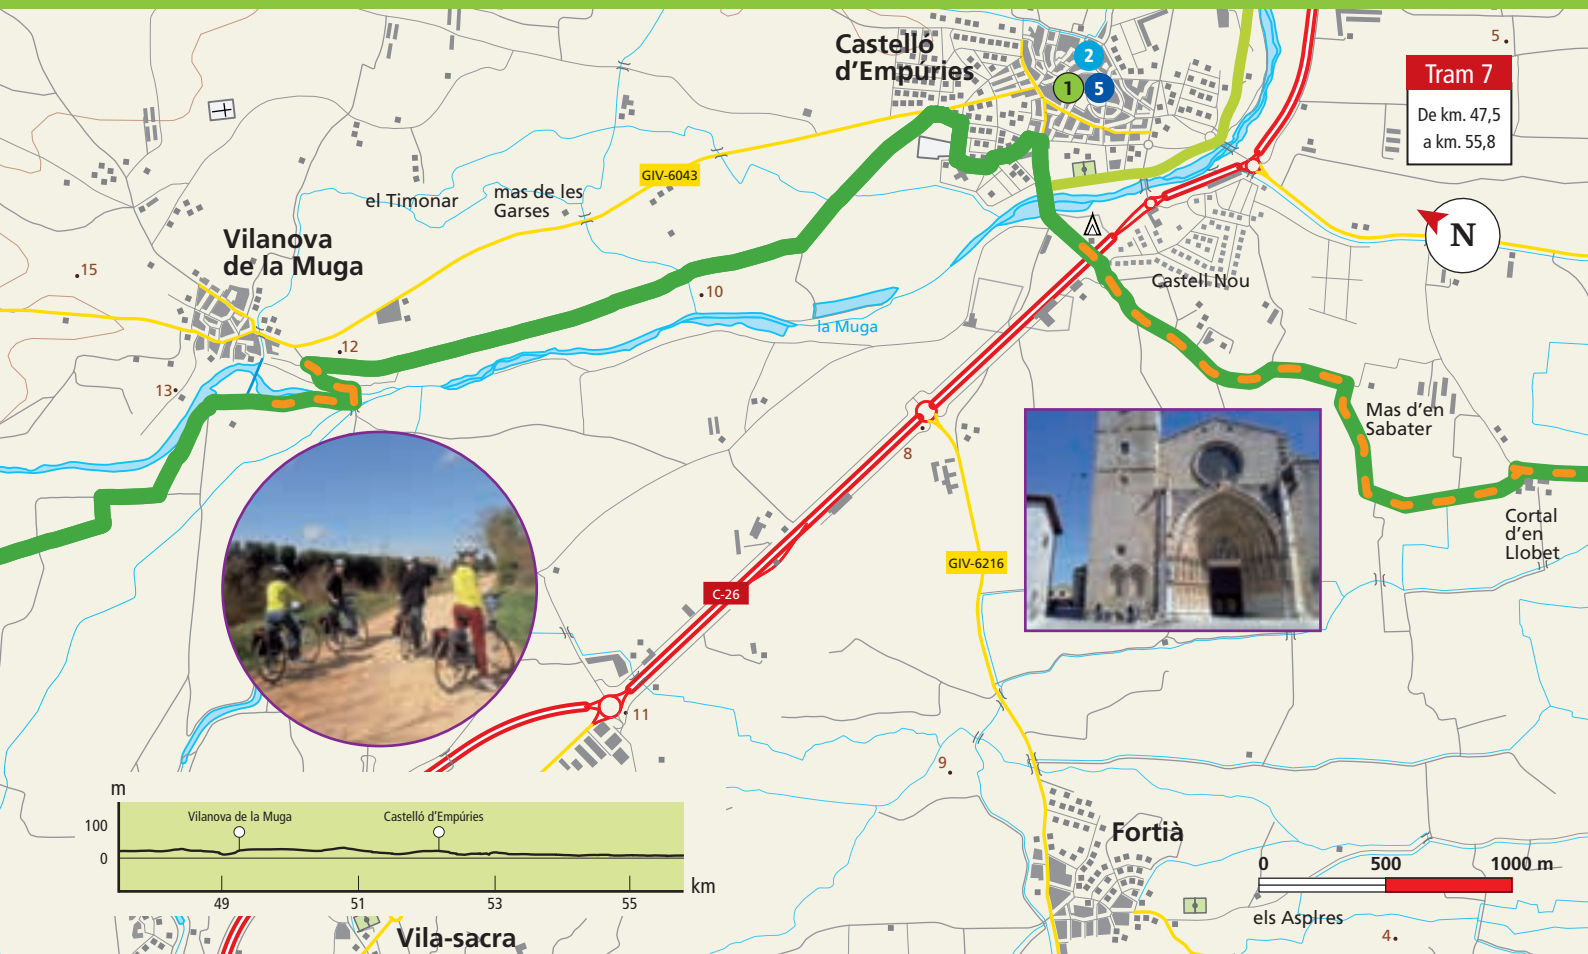 Castelló
d'Empúries
2
1
5
5
Tram 7
De km. 47,5
a km. 55,8
GIV-6043
el Timonar
mas de les
Garses
N
Vilanova
de la Muga
15
10
Castell Nou
la Muga
12
13
Mas d'en
Sabater
8
Cortal
d'en
Llobet
GIV-6216
C-26
11
9
m
100
0
Vilanova de la Muga
Castelló d'Empúries
km
49
51
53
55
Fortià
0
500
1000 m
els AspIres
4
Vila-sacra